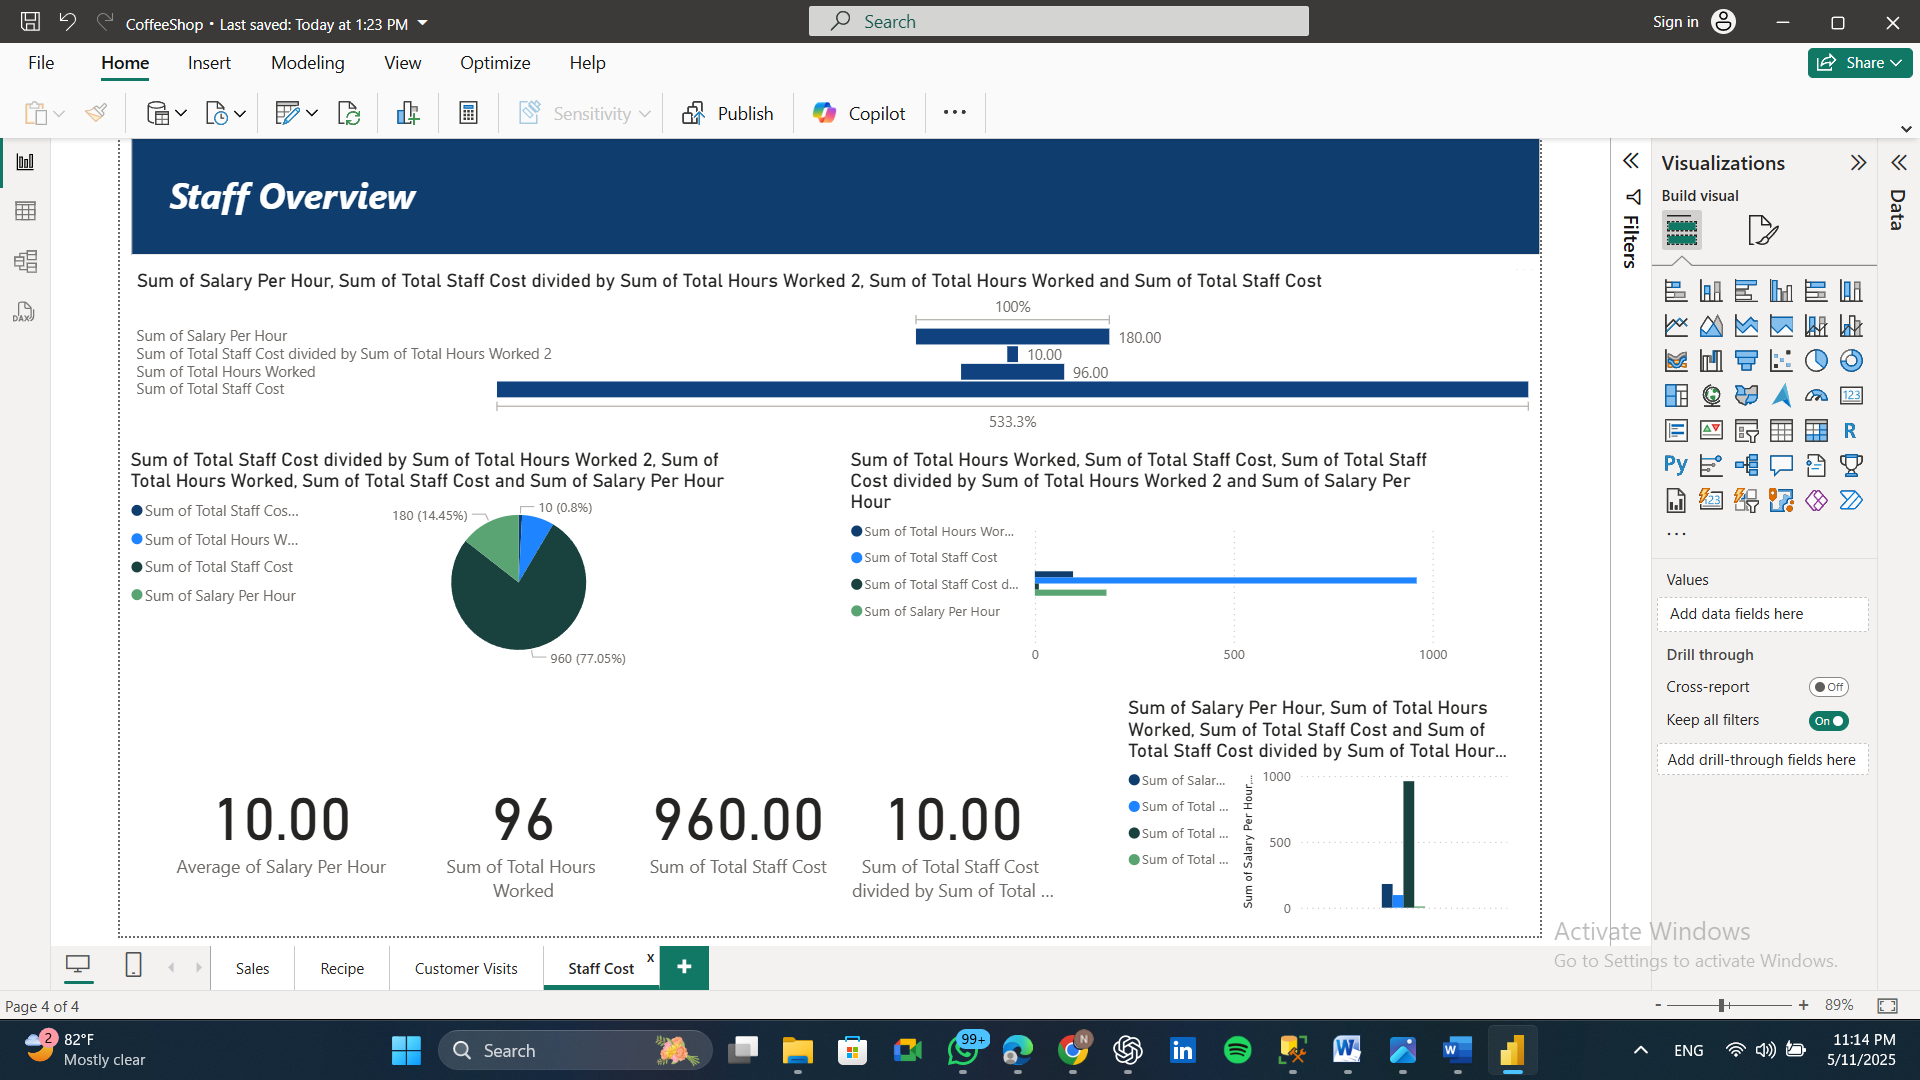 CoffeeShop • Last saved: Today at 1:23 PM
Search
Sign in
File
Home
Insert
Modeling
View
Optimize
Help
Share
Sensitivity
Publish
Copilot
Staff Overview
Sum of Salary Per Hour, Sum of Total Staff Cost divided by Sum of Total Hours Worked 2, Sum of Total Hours Worked and Sum of Total Staff Cost
100%
Sum of Salary Per Hour
180.00
Sum of Total Staff Cost divided by Sum of Total Hours Worked 2
10.00
Sum of Total Hours Worked
96.00
Sum of Total Staff Cost
533.3%
Sum of Total Staff Cost divided by Sum of Total Hours Worked 2, Sum of
Total Hours Worked, Sum of Total Staff Cost and Sum of Salary Per Hour
Sum of Total Staff Cos...
Sum of Total Hours W...
Sum of Total Staff Cost
Sum of Salary Per Hour
180 (14.45%)
10 (0.8%)
960 (77.05%)
Sum of Total Hours Worked, Sum of Total Staff Cost, Sum of Total Staff
Cost divided by Sum of Total Hours Worked 2 and Sum of Salary Per
Hour
Sum of Total Hours Wor...
Sum of Total Staff Cost
Sum of Total Staff Cost d...
Sum of Salary Per Hour
0
500
1000
10.00
Average of Salary Per Hour
96
Sum of Total Hours
Worked
960.00
Sum of Total Staff Cost
10.00
Sum of Total Staff Cost
divided by Sum of Total ...
Sum of Salary Per Hour, Sum of Total Hours
Worked, Sum of Total Staff Cost and Sum of
Total Staff Cost divided by Sum of Total Hour...
Sum of Salar...
Sum of Total ...
Sum of Total ...
Sum of Total ...
Sum of Salary Per Hour...
1000
500
0
Filters
Visualizations
Build visual
123
R
Py
123
...
Values
Add data fields here
Drill through
Cross-report
Off
Keep all filters
On
Add drill-through fields here
Data
DAX
Activate Windows
Go to Settings to activate Windows.
Sales
Recipe
Customer Visits
Staff Cost
x
+
Page 4 of 4
-
+
89%
2
82°F
Mostly clear
Search
99+
N
ENG
11:14 PM
5/11/2025